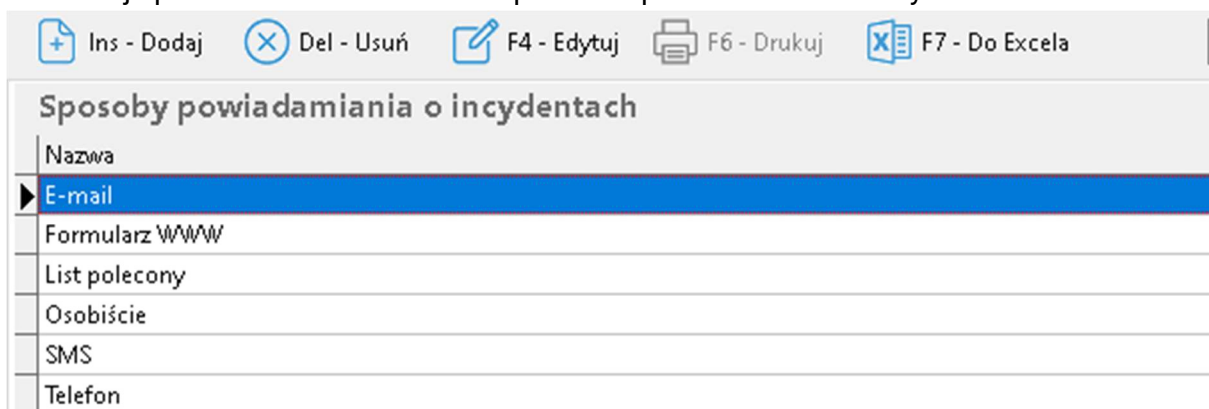 Ins - Dodaj Del - Usuń F4 - Edytuj F6 - Drukuj F7 - Do Excela
Sposoby powiadamiania o incydentach
Nazwa
E-mail
Formularz WWW
List polecony
Osobiście
SMS
Telefon